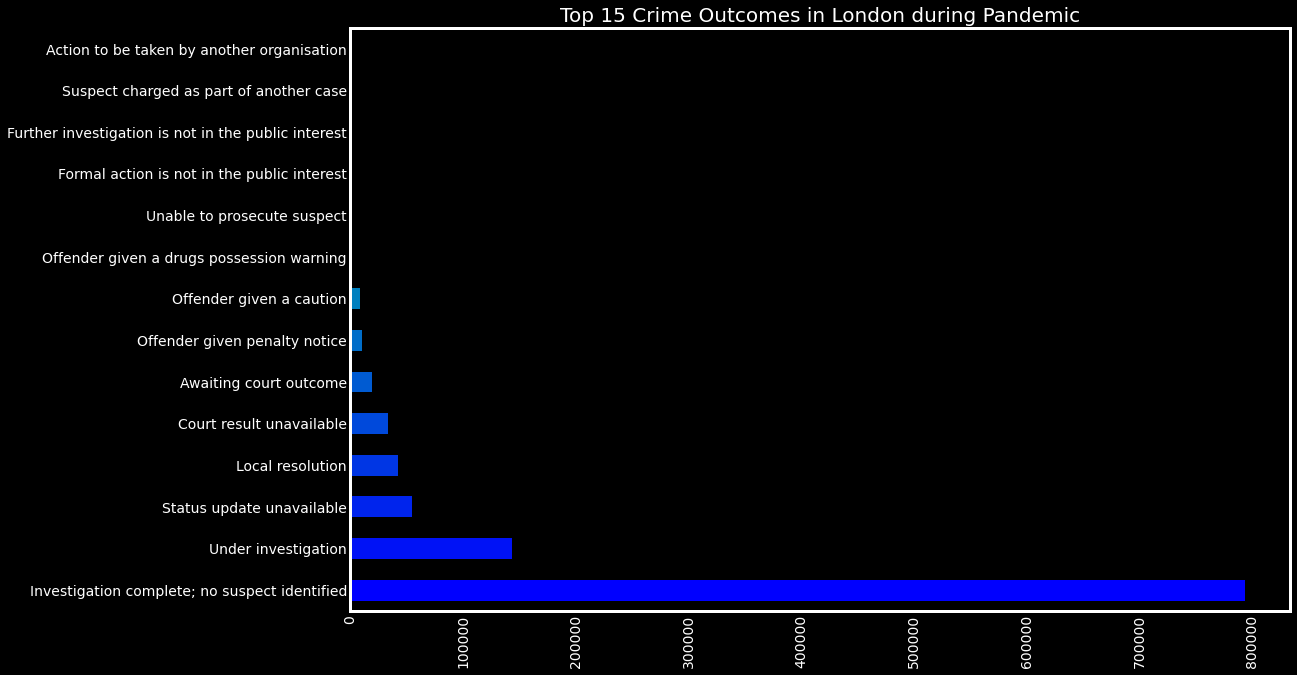 Top 15 Crime Outcomes in London during Pandemic
Action to be taken by another organisation
Suspect charged as part of another case
Further investigation is not in the public interest
Formal action is not in the public interest
Unable to prosecute suspect
Offender given a drugs possession warning
Offender given a caution
Offender given penalty notice
Awaiting court outcome
Court result unavailable
Local resolution
Status update unavailable
Under investigation
Investigation complete; no suspect identified
0
100000
200000
300000
400000
500000
600000
700000
800000